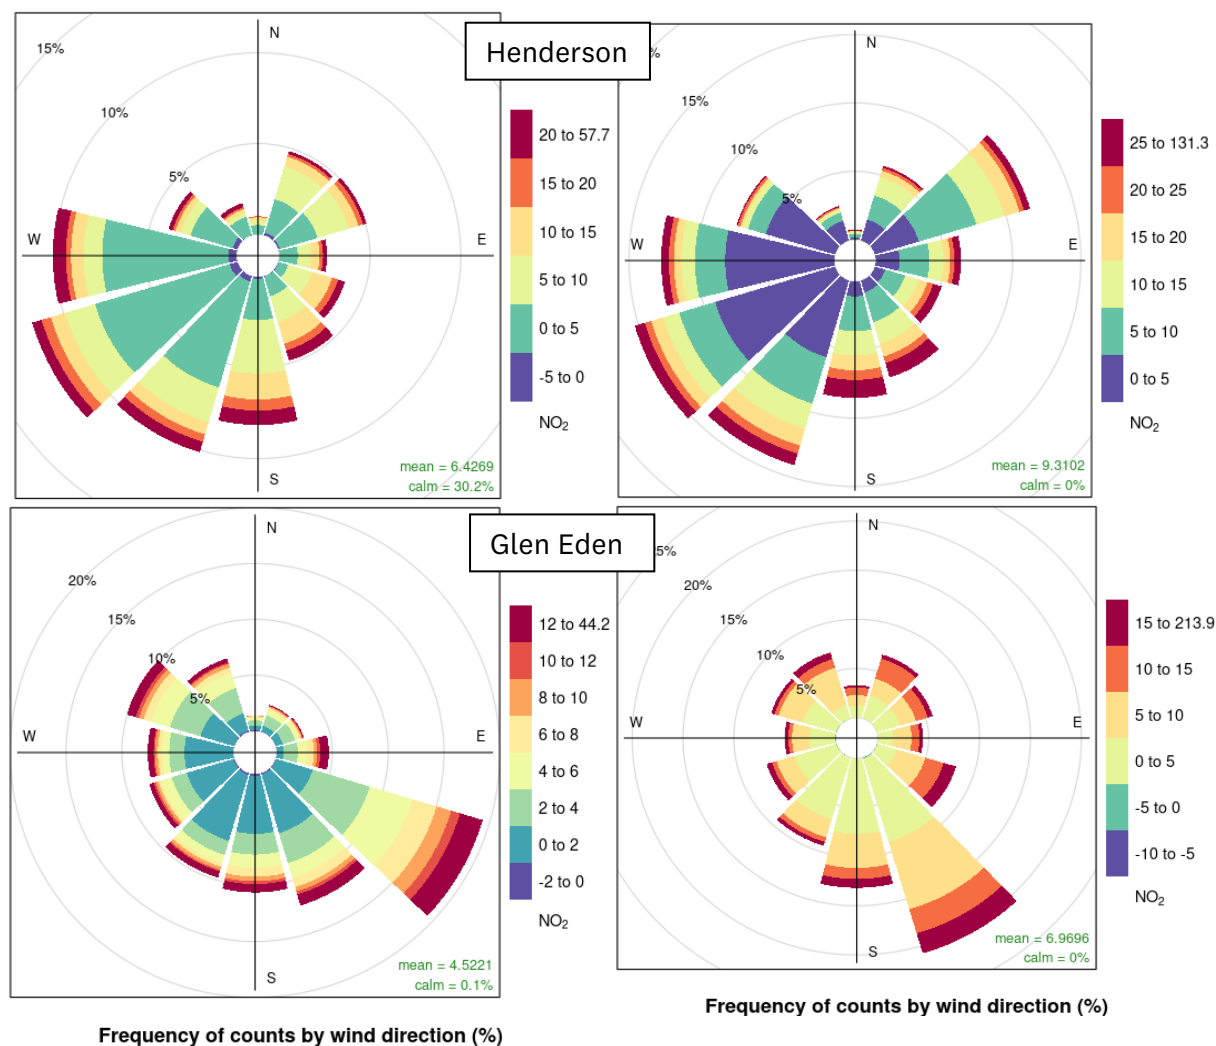 Henderson
N
15%
10%
5%
W
E
S
20 to 57.7
15 to 20
10 to 15
5 to 10
0 to 5
-5 to 0
NO2
mean = 6.4269
calm = 30.2%
%
N
15%
10%
5%
W
E
S
25 to 131.3
20 to 25
15 to 20
10 to 15
5 to 10
0 to 5
NO2
mean = 9.3102
calm = 0%
Glen Eden
N
20%
15%
10%
5%
W
E
S
12 to 44.2
10 to 12
8 to 10
6 to 8
4 to 6
2 to 4
0 to 2
-2 to 0
NO2
mean = 4.5221
calm = 0.1%
Frequency of counts by wind direction (%)
5%
N
20%
15%
10%
5%
W
E
S
15 to 213.9
10 to 15
5 to 10
0 to 5
-5 to 0
-10 to -5
NO2
mean = 6.9696
calm = 0%
Frequency of counts by wind direction (%)